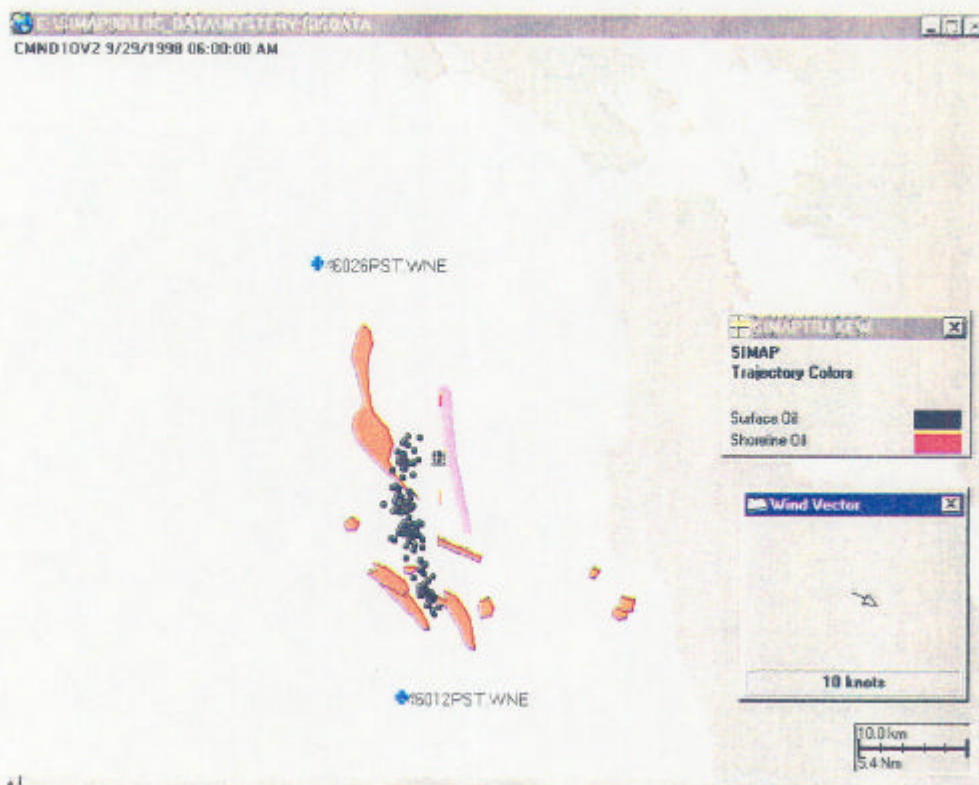 CMND1OV2 9/29/1998 06:00:00 AM
46026PST.WNE
SIMAP
Trajectory Colors
Surface Oil
Shoreline Oil
Wind Vector
10 knots
46012PST.WNE
10.0 km
5.4 Nm